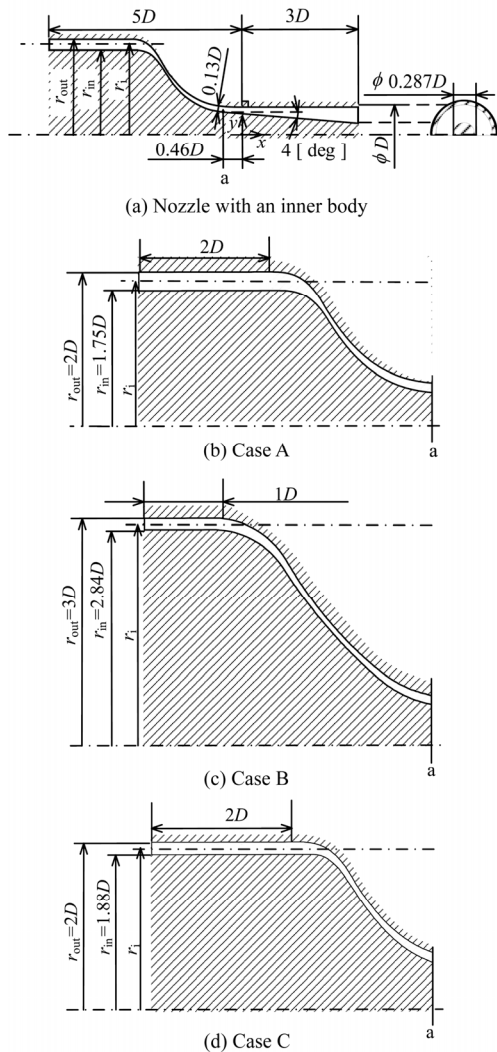 5D
3D
r_out
r_in
r_i
0.13D
y
x
4 [ deg ]
0.46D
a
ϕ 0.287D
ϕD
(a) Nozzle with an inner body
2D
r_out=2D
r_in=1.75D
r_i
a
(b) Case A
1D
r_out=3D
r_in=2.84D
r_i
a
(c) Case B
2D
r_out=2D
r_in=1.88D
r_i
a
(d) Case C